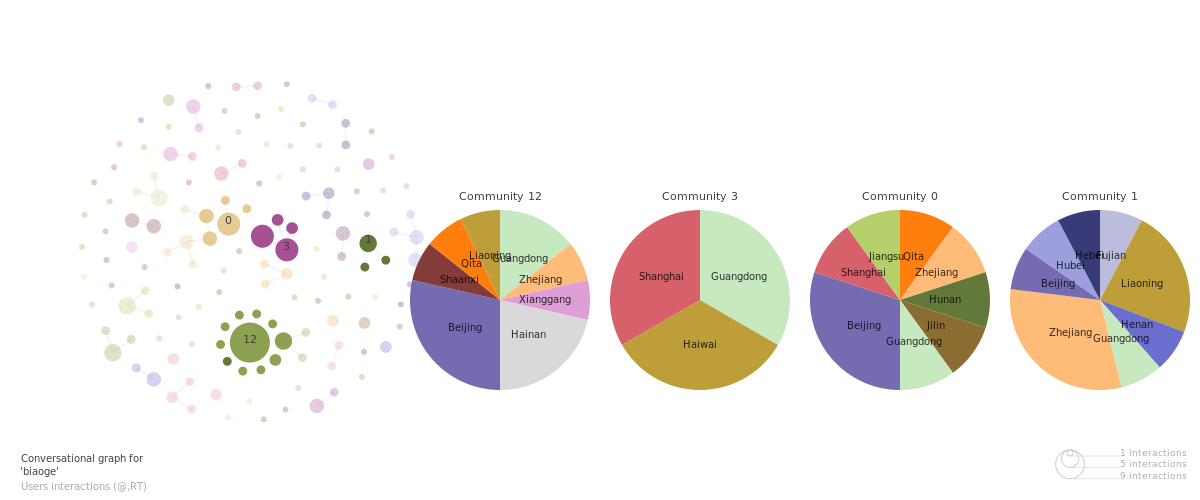 Community 12
Community 3
Community 0
Community 1
0
3
1
12
Liaoning
Guangdong
Qita
Zhejiang
Shaanxi
Xianggang
Beijing
Hainan
Shanghai
Guangdong
Haiwai
Jiangsu
Qita
Shanghai
Zhejiang
Hunan
Beijing
Jilin
Guangdong
Hebei
Fujian
Hubei
Liaoning
Beijing
Henan
Zhejiang
Guangdong
Conversational graph for
'biaoge'
Users interactions (@,RT)
1 interactions
5 interactions
9 interactions